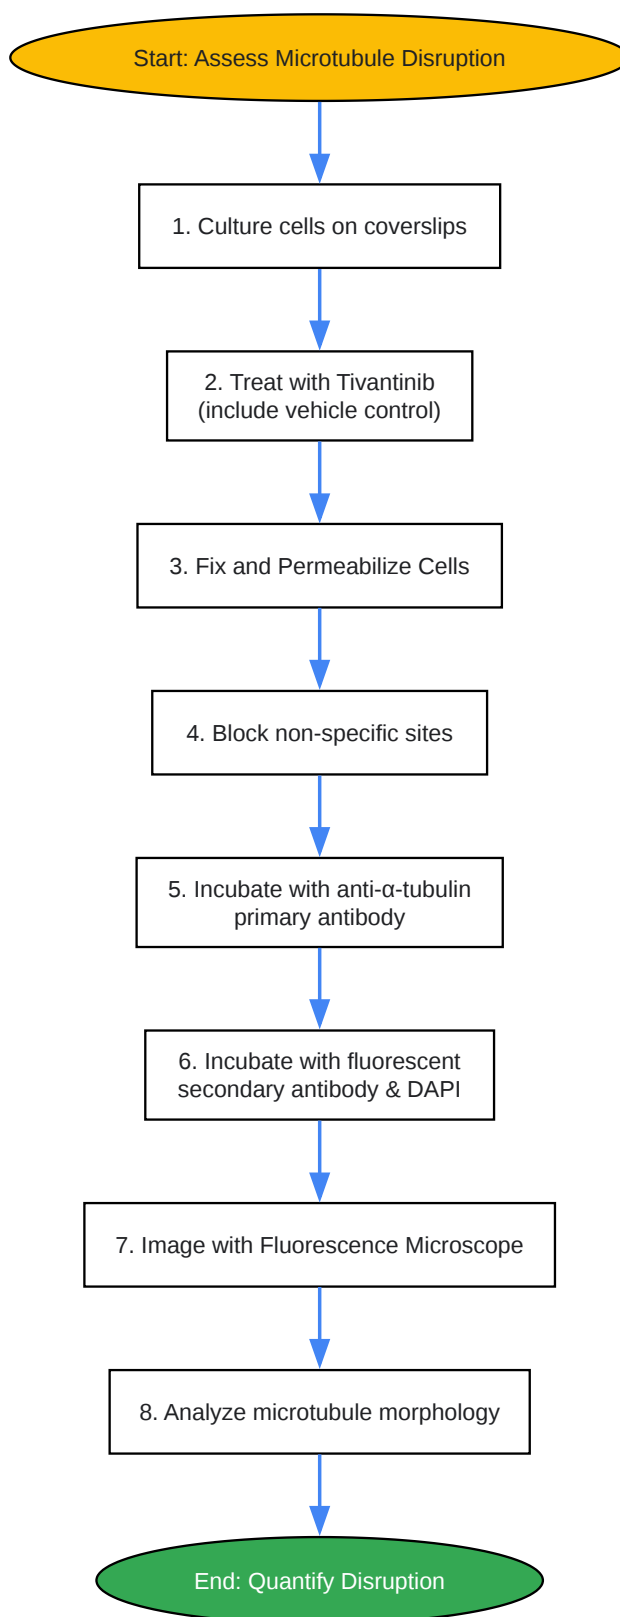 Start: Assess Microtubule Disruption
1. Culture cells on coverslips
2. Treat with Tivantinib
(include vehicle control)
3. Fix and Permeabilize Cells
4. Block non-specific sites
5. Incubate with anti-α-tubulin
primary antibody
6. Incubate with fluorescent
secondary antibody & DAPI
7. Image with Fluorescence Microscope
8. Analyze microtubule morphology
End: Quantify Disruption